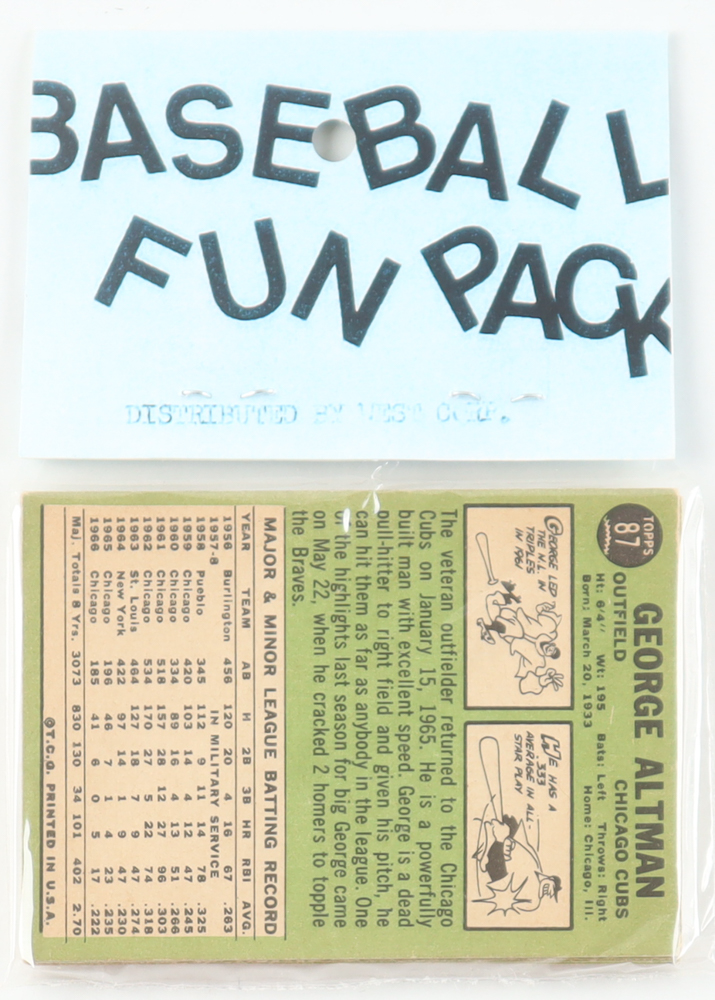 BASEBALL
FUN PACK
DISTRIBUTED BY WEST CORP.
TOPPS
87
GEORGE ALTMAN
OUTFIELD CHICAGO CUBS
Ht: 6'4" Wt: 195 Bats: Left Throws: Right
Born: March 20, 1933 Home: Chicago, Ill.
GEORGE LED
THE N.L. IN
TRIPLES
IN 1961
HE HAS A
.333
AVERAGE IN ALL-
STAR PLAY
The veteran outfielder returned to the Chicago
Cubs on January 15, 1965. He is a powerfully
built man with excellent speed. George is a dead
pull-hitter to right field and given his pitch, he
can hit them as far as anybody in the league. One
of the highlights last season for big George came
on May 22, when he cracked 2 homers to topple
the Braves.
MAJOR & MINOR LEAGUE BATTING RECORD
YEAR TEAM AB H 2B 3B HR RBI AVG.
1956 Burlington 456 120 20 4 16 67 .263
1957-8 IN MILITARY SERVICE
1958 Pueblo 345 112 9 11 14 78 .325
1959 Chicago 420 103 14 4 12 47 .245
1960 Chicago 334 89 16 4 13 51 .266
1961 Chicago 518 157 28 12 27 96 .303
1962 Chicago 534 170 27 5 22 74 .318
1963 St. Louis 464 127 18 7 9 47 .274
1964 New York 422 97 14 1 9 47 .230
1965 Chicago 196 46 7 1 4 23 .235
1966 Chicago 185 41 6 0 5 17 .222
Maj. Totals 8 Yrs. 3073 830 130 34 101 402 2.70
©T.C.G. PRINTED IN U.S.A.